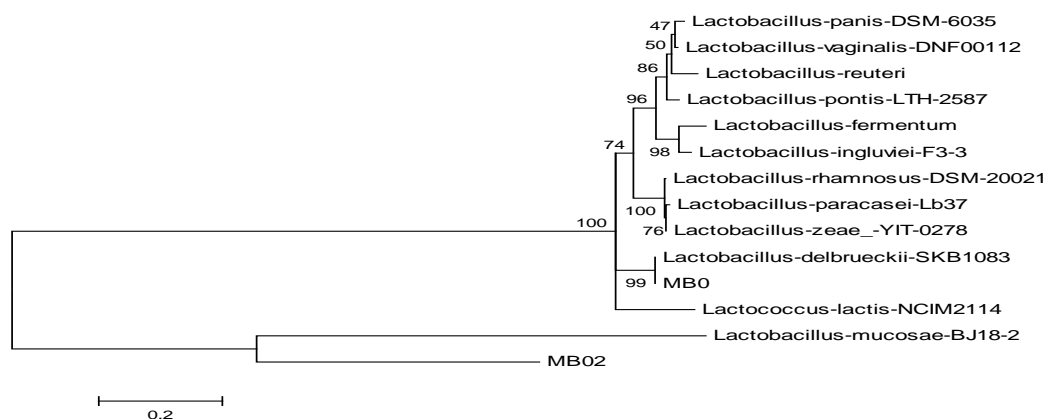 47 Lactobacillus-panis-DSM-6035
50 Lactobacillus-vaginalis-DNF00112
86 Lactobacillus-reuteri
Lactobacillus-pontis-LTH-2587
96
Lactobacillus-fermentum
74
98 Lactobacillus-ingluviei-F3-3
Lactobacillus-rhamnosus-DSM-20021
100 Lactobacillus-paracasei-Lb37
100
76 Lactobacillus-zeae_-YIT-0278
Lactobacillus-delbrueckii-SKB1083
99 MB0
Lactococcus-lactis-NCIM2114
Lactobacillus-mucosae-BJ18-2
MB02
0.2